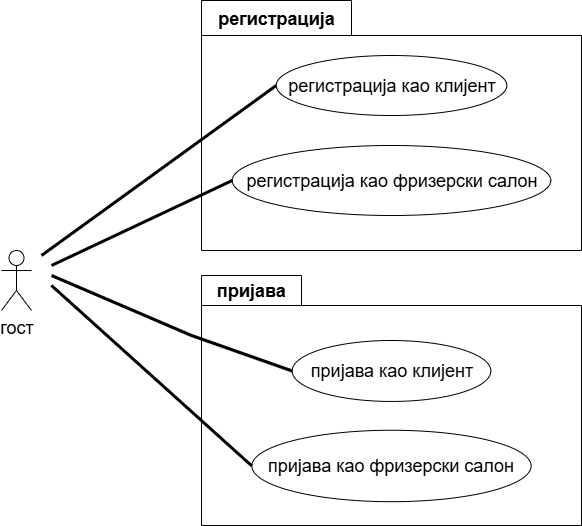 регистрација
регистрација као клијент
регистрација као фризерски салон
гост
пријава
пријава као клијент
пријава као фризерски салон